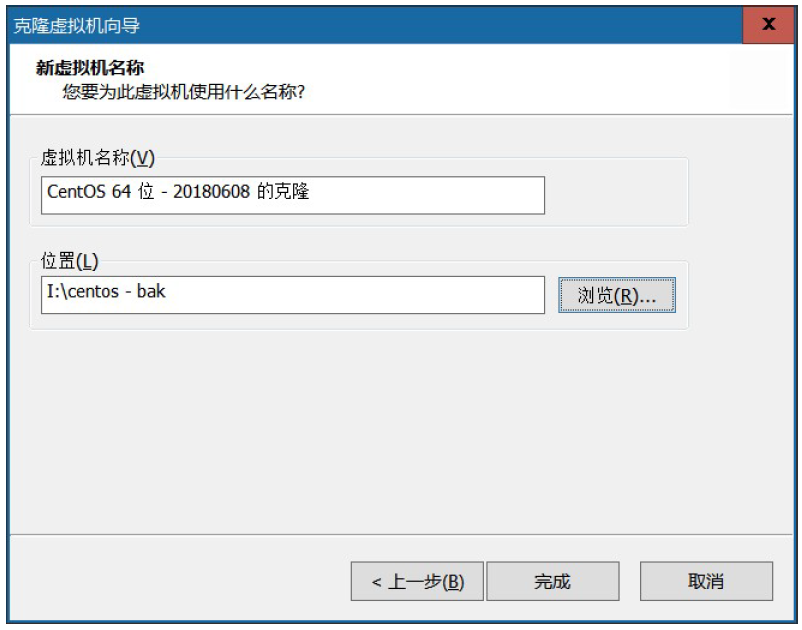 克隆虚拟机向导
X
新虚拟机名称
您要为此虚拟机使用什么名称?
虚拟机名称(V)
CentOS 64 位 - 20180608 的克隆
位置(L)
I:\centos - bak
浏览(R)...
< 上一步(B)
完成
取消